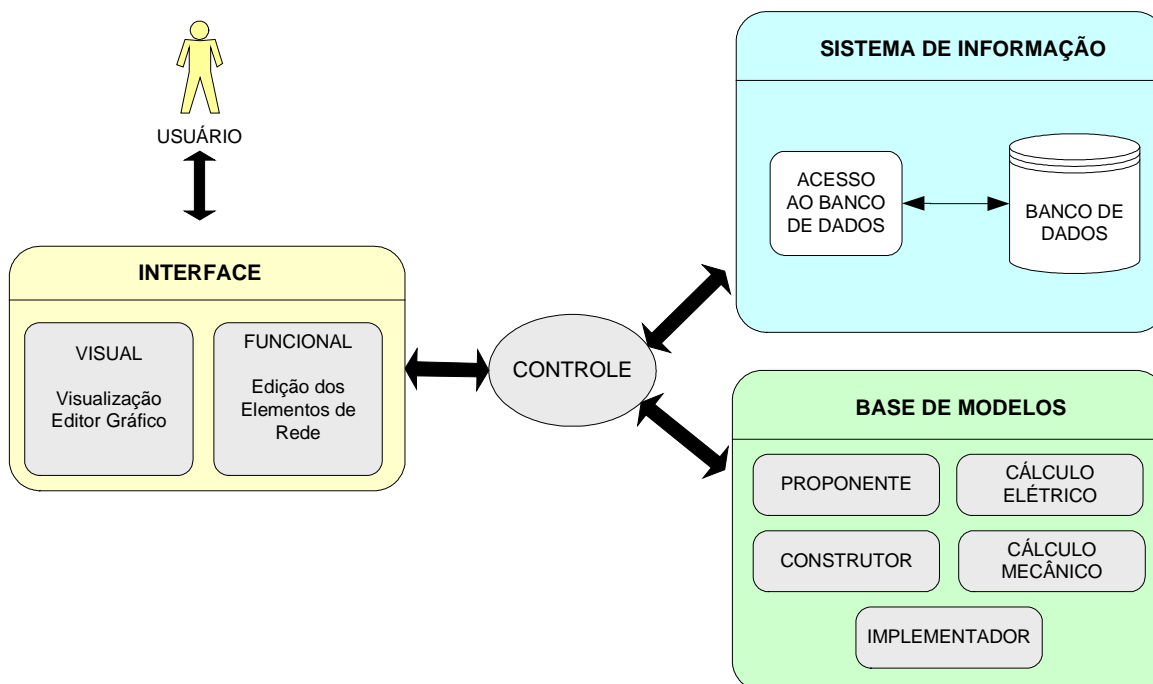 USUÁRIO
INTERFACE
VISUAL
Visualização
Editor Gráfico
FUNCIONAL
Edição dos
Elementos de
Rede
CONTROLE
SISTEMA DE INFORMAÇÃO
ACESSO
AO BANCO
DE DADOS
BANCO DE
DADOS
BASE DE MODELOS
PROPONENTE
CÁLCULO
ELÉTRICO
CONSTRUTOR
CÁLCULO
MECÂNICO
IMPLEMENTADOR